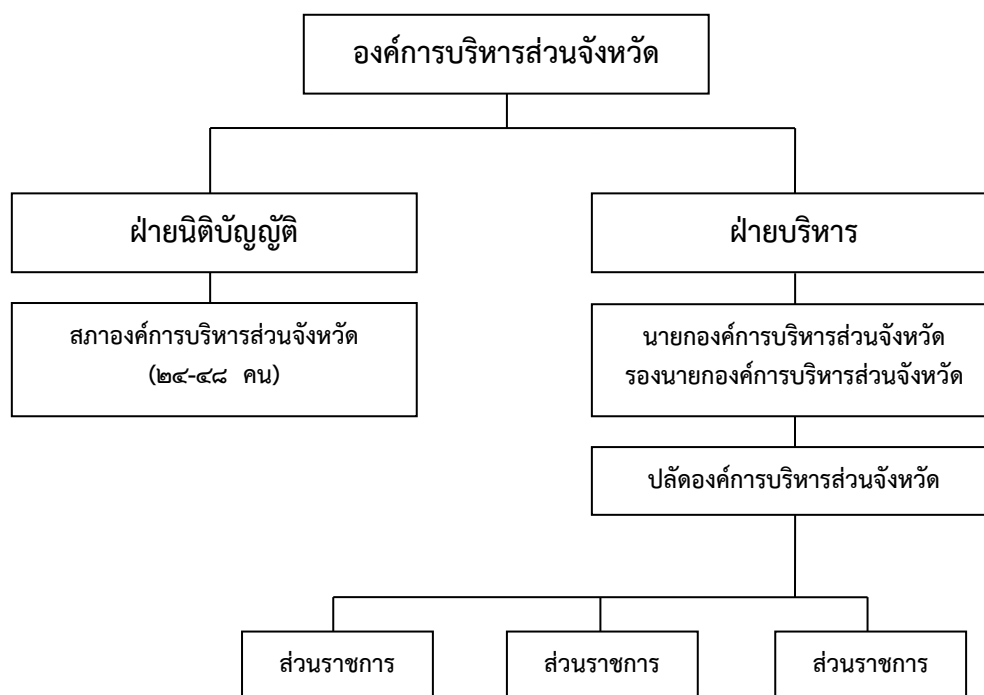 องค์การบริหารส่วนจังหวัด
ฝ่ายนิติบัญญัติ
ฝ่ายบริหาร
สภาองค์การบริหารส่วนจังหวัด
(๒๔-๔๘ คน)
นายกองค์การบริหารส่วนจังหวัด
รองนายกองค์การบริหารส่วนจังหวัด
ปลัดองค์การบริหารส่วนจังหวัด
ส่วนราชการ
ส่วนราชการ
ส่วนราชการ